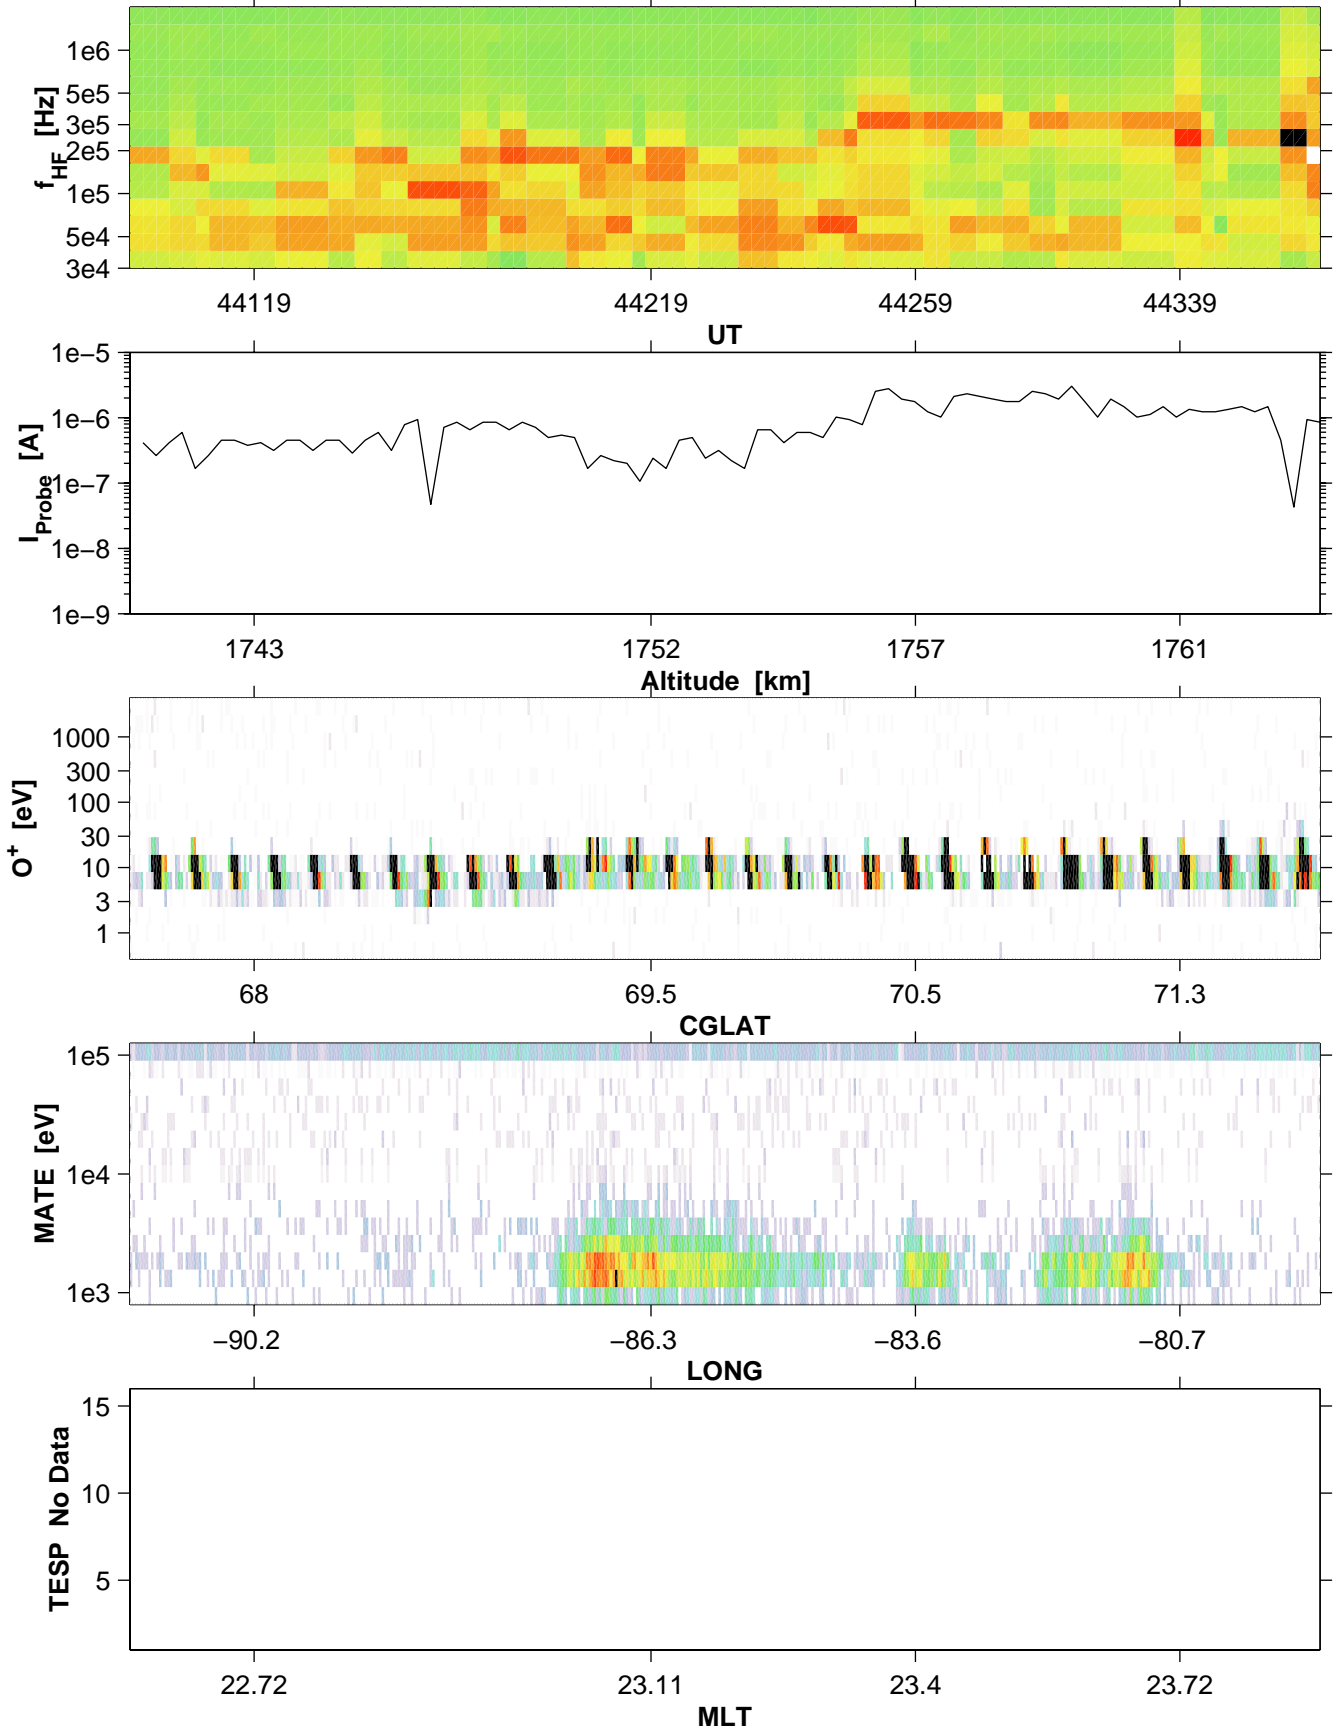 f_HF [Hz]
1e6
5e5
3e5
2e5
1e5
5e4
3e4
44119 44219 44259 44339
UT
I_Probe [A]
1e−5
1e−6
1e−7
1e−8
1e−9
1743 1752 1757 1761
Altitude [km]
O⁺ [eV]
1000
300
100
30
10
3
1
68 69.5 70.5 71.3
CGLAT
MATE [eV]
1e5
1e4
1e3
−90.2 −86.3 −83.6 −80.7
LONG
TESP No Data
15
10
5
22.72 23.11 23.4 23.72
MLT